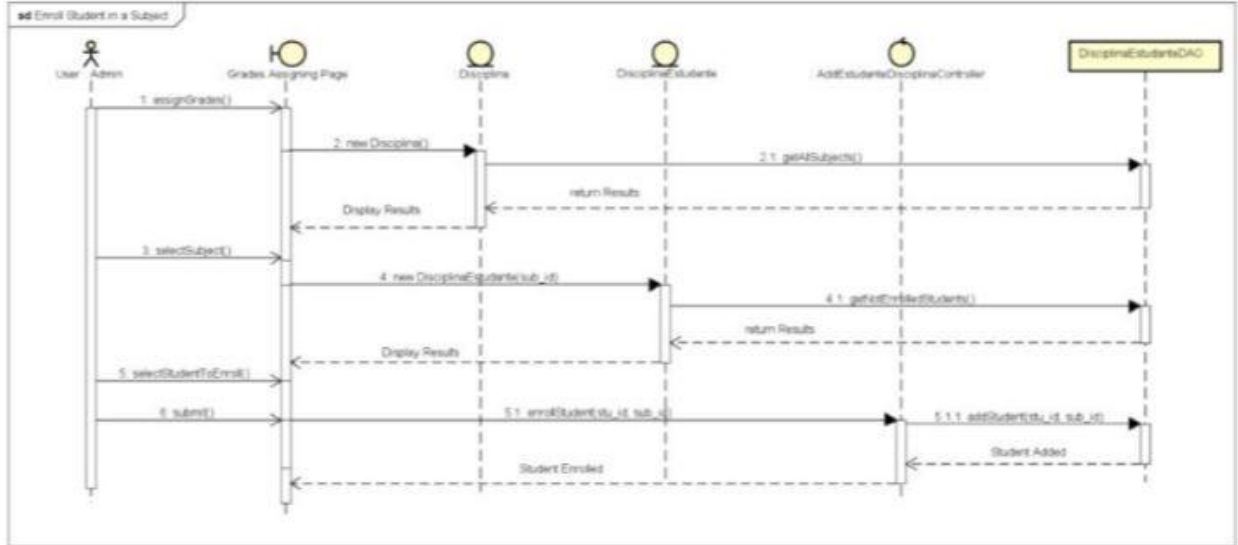 sd Enroll Student in a Subject
User : Admin
Grades Assigning Page
Disciplina
DisciplinaEstudante
AddEstudanteDisciplinaController
DisciplinaEstudanteDAO
1: assignGrades()
2: new Disciplina()
2.1: getAllSubjects()
return Results
Display Results
3: selectSubject()
4: new DisciplinaEstudante(sub_id)
4.1: getNotEnrolledStudents()
return Results
Display Results
5: selectStudentToEnroll()
6: submit()
5.1: enrollStudent(stu_id, sub_id)
5.1.1: addStudent(stu_id, sub_id)
Student Added
Student Enrolled